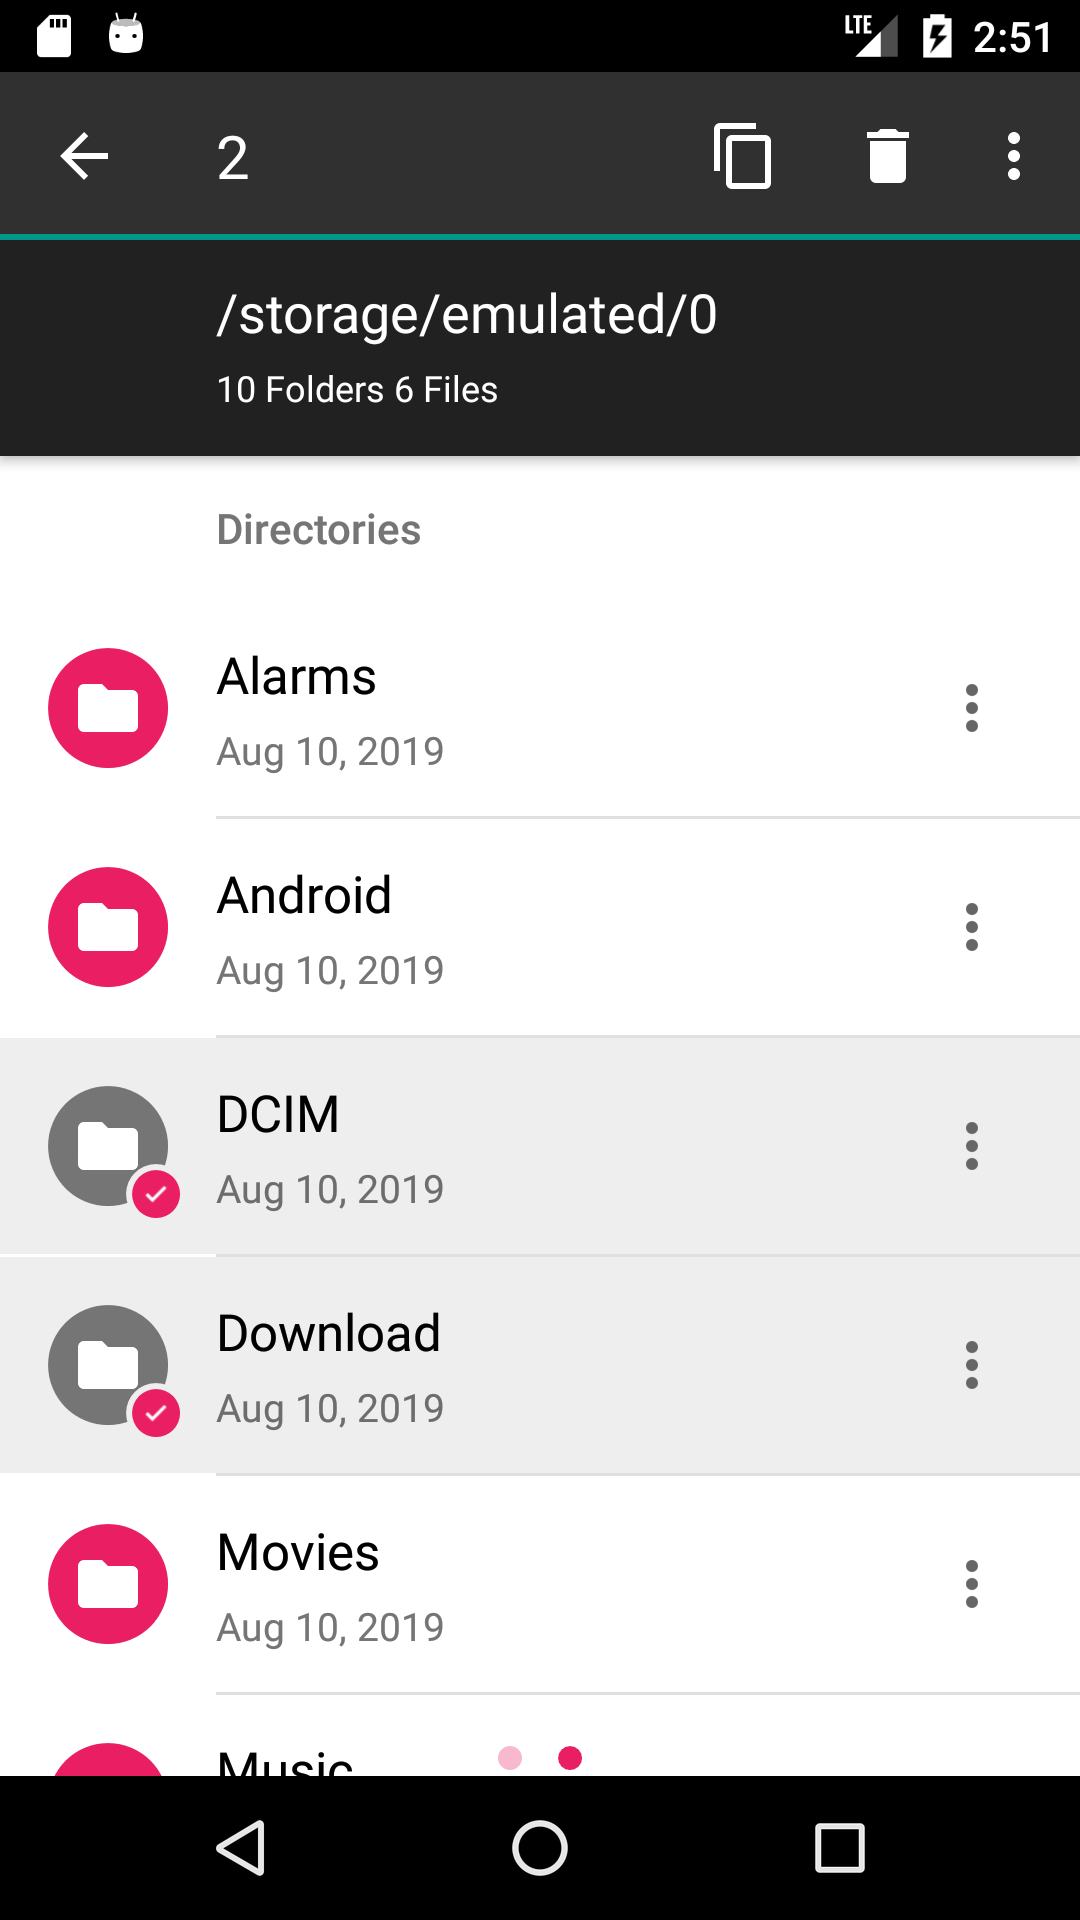 LTE 2:51
2
/storage/emulated/0
10 Folders 6 Files
Directories
Alarms
Aug 10, 2019
Android
Aug 10, 2019
DCIM
Aug 10, 2019
Download
Aug 10, 2019
Movies
Aug 10, 2019
Music